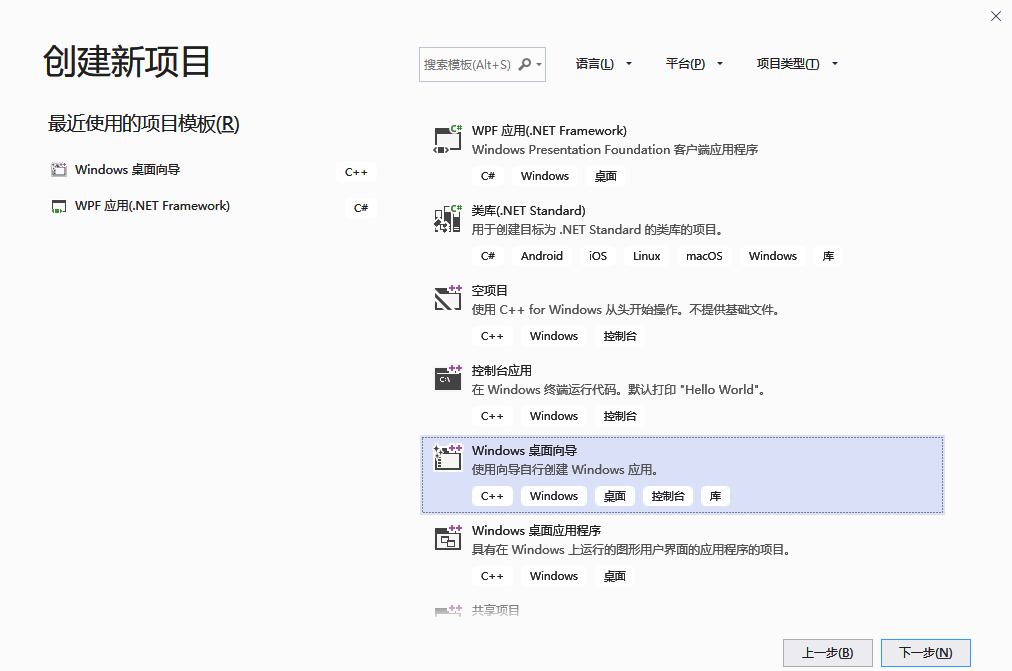 创建新项目
搜索模板(Alt+S)
语言(L)
平台(P)
项目类型(T)
最近使用的项目模板(R)
Windows 桌面向导
C++
WPF 应用(.NET Framework)
C#
WPF 应用(.NET Framework)
Windows Presentation Foundation 客户端应用程序
C# Windows 桌面
类库(.NET Standard)
用于创建目标为 .NET Standard 的类库的项目。
C# Android iOS Linux macOS Windows 库
空项目
使用 C++ for Windows 从头开始操作。不提供基础文件。
C++ Windows 控制台
控制台应用
在 Windows 终端运行代码。默认打印 "Hello World"。
C++ Windows 控制台
Windows 桌面向导
使用向导自行创建 Windows 应用。
C++ Windows 桌面 控制台 库
Windows 桌面应用程序
具有在 Windows 上运行的图形用户界面的应用程序的项目。
C++ Windows 桌面
共享项目
上一步(B)
下一步(N)